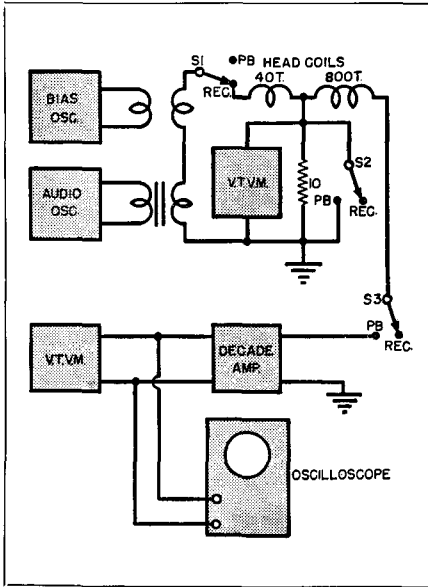 S1
PB
HEAD COILS
40T.
800T.
REC.
BIAS
OSC.
AUDIO
OSC.
V.T.V.M.
10
S2
PB
REC.
S3
PB
REC.
V.T.V.M.
DECADE
AMP.
OSCILLOSCOPE